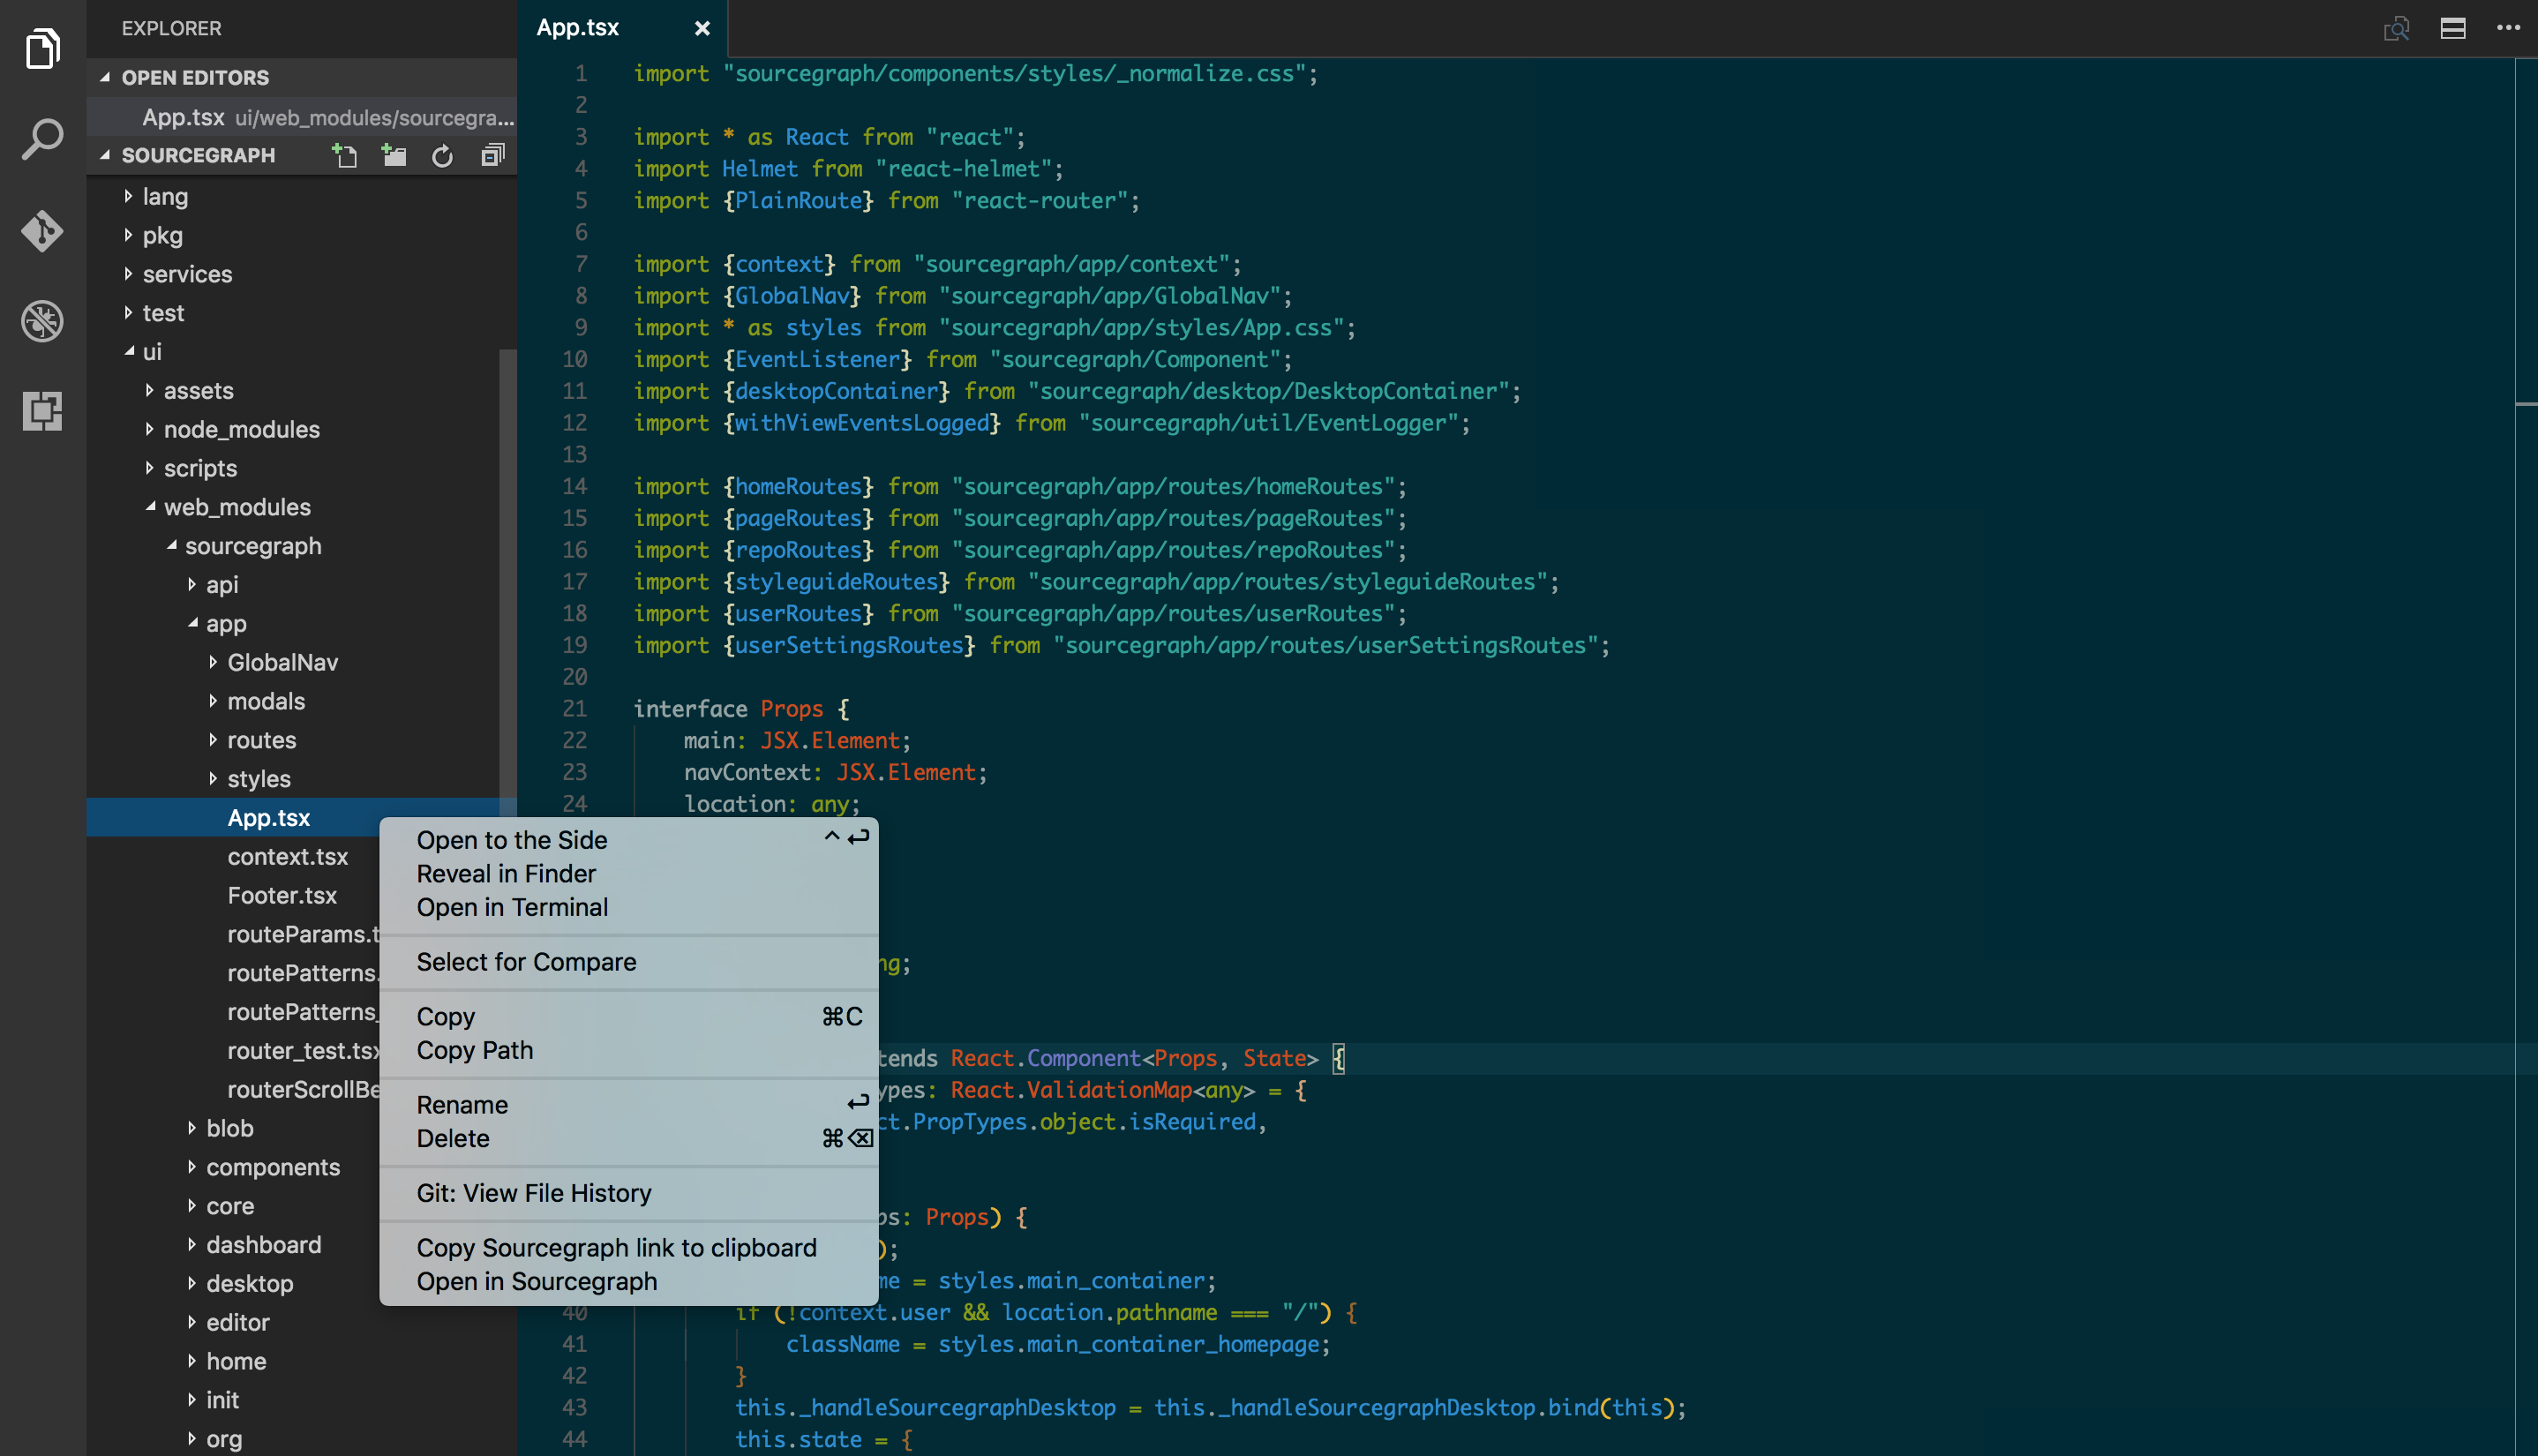 EXPLORER
OPEN EDITORS
App.tsx ui/web_modules/sourcegra...
SOURCEGRAPH
lang
pkg
services
test
ui
assets
node_modules
scripts
web_modules
sourcegraph
api
app
GlobalNav
modals
routes
styles
App.tsx
context.tsx
Footer.tsx
routeParams.t
routePatterns.
routePatterns_
router_test.tsx
routerScrollBe
blob
components
core
dashboard
desktop
editor
home
init
org
Open to the Side ^ ↩
Reveal in Finder
Open in Terminal
Select for Compare
Copy ⌘C
Copy Path
Rename ↩
Delete ⌘⌫
Git: View File History
Copy Sourcegraph link to clipboard
Open in Sourcegraph
App.tsx
1 import "sourcegraph/components/styles/_normalize.css";
2
3 import * as React from "react";
4 import Helmet from "react-helmet";
5 import {PlainRoute} from "react-router";
6
7 import {context} from "sourcegraph/app/context";
8 import {GlobalNav} from "sourcegraph/app/GlobalNav";
9 import * as styles from "sourcegraph/app/styles/App.css";
10 import {EventListener} from "sourcegraph/Component";
11 import {desktopContainer} from "sourcegraph/desktop/DesktopContainer";
12 import {withViewEventsLogged} from "sourcegraph/util/EventLogger";
13
14 import {homeRoutes} from "sourcegraph/app/routes/homeRoutes";
15 import {pageRoutes} from "sourcegraph/app/routes/pageRoutes";
16 import {repoRoutes} from "sourcegraph/app/routes/repoRoutes";
17 import {styleguideRoutes} from "sourcegraph/app/routes/styleguideRoutes";
18 import {userRoutes} from "sourcegraph/app/routes/userRoutes";
19 import {userSettingsRoutes} from "sourcegraph/app/routes/userSettingsRoutes";
20
21 interface Props {
22 main: JSX.Element;
23 navContext: JSX.Element;
24 location: any;
ng;
tends React.Component<Props, State> {
ypes: React.ValidationMap<any> = {
ct.PropTypes.object.isRequired,
ps: Props) {
);
me = styles.main_container;
40 if (!context.user && location.pathname === "/") {
41 className = styles.main_container_homepage;
42 }
43 this._handleSourcegraphDesktop = this._handleSourcegraphDesktop.bind(this);
44 this.state = {